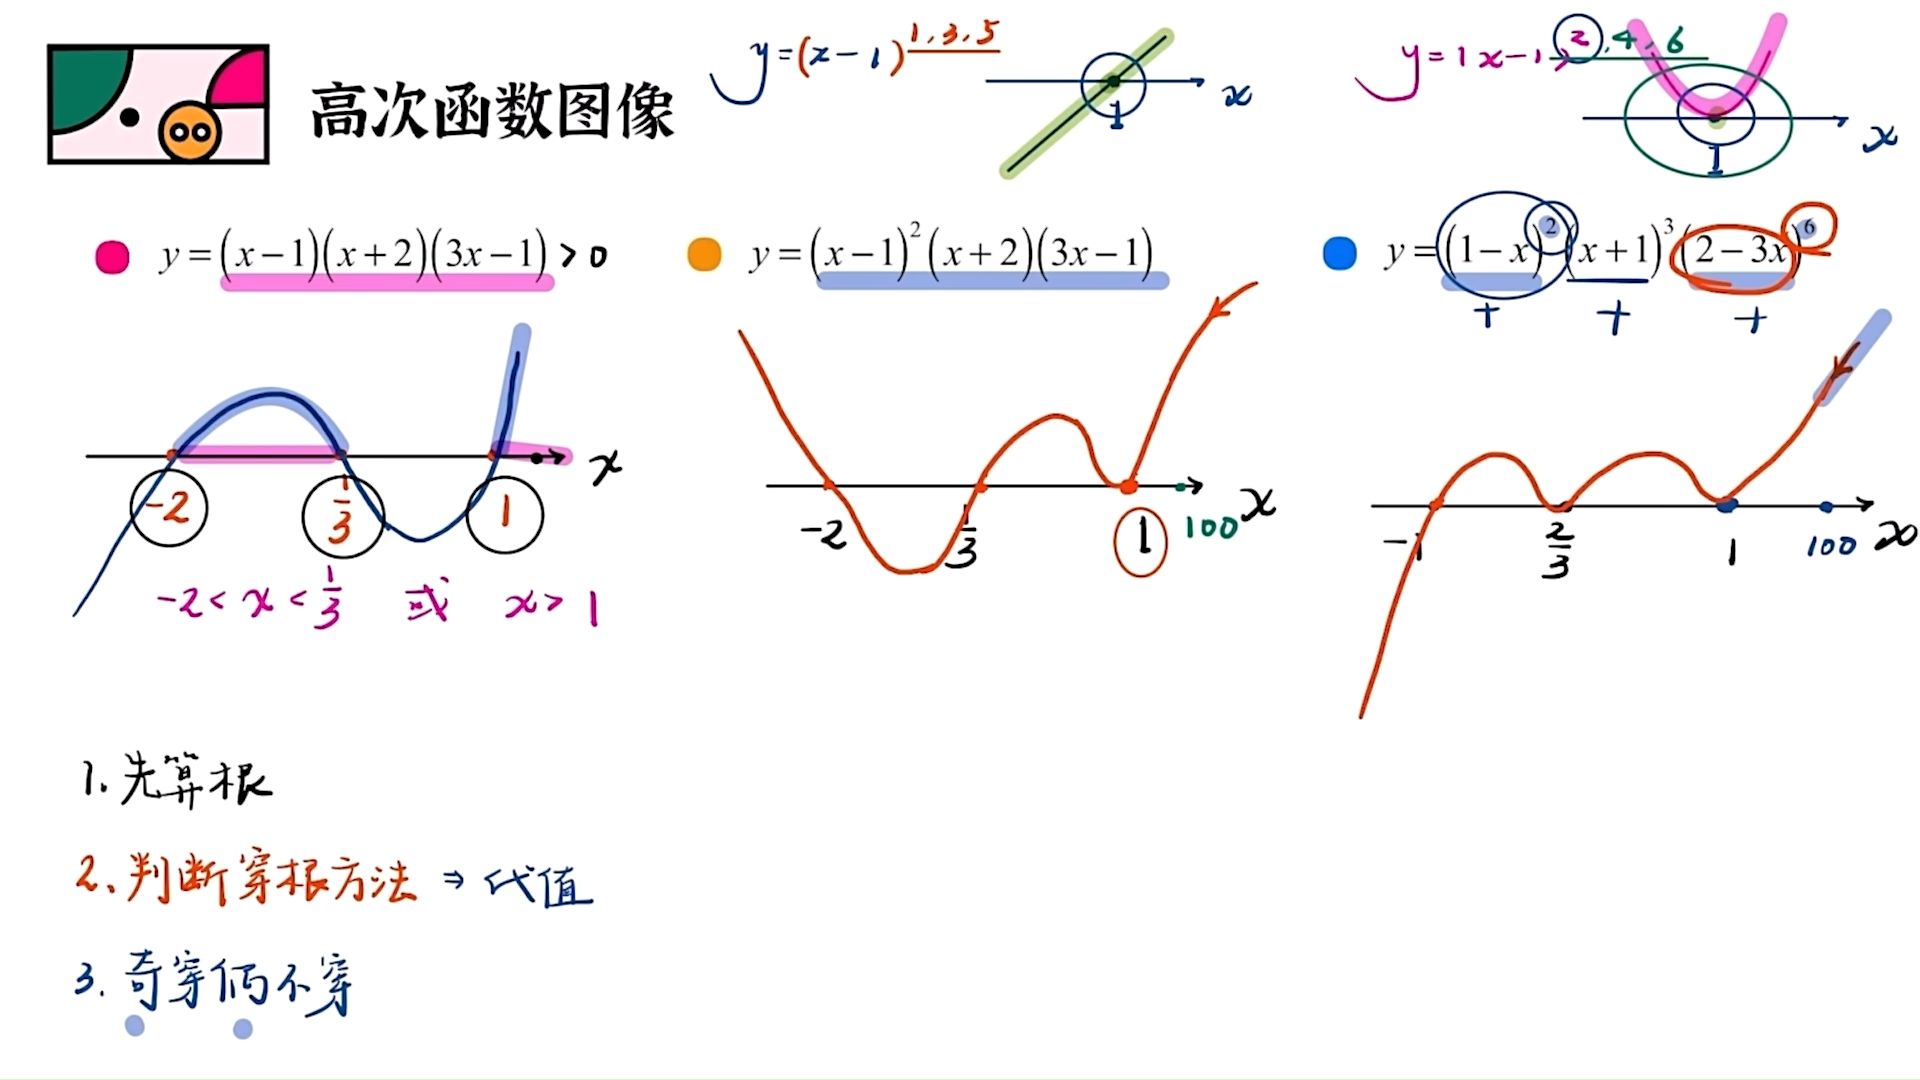 高次函数图像
y=(x-1)^{1,3,5}
x
1
y=(x-1)^{2,4,6}
x
1
y=(x-1)(x+2)(3x-1)>0
y=(x-1)^2(x+2)(3x-1)
y=(1-x)^2(x+1)^3(2-3x)^6
+ + +
-2 1/3 1 x
-2<x<1/3 或 x>1
-2 1/3 1 100 x
-1 2/3 1 100 x
1.先算根
2、判断穿根方法⇒代值
3.奇穿偶不穿